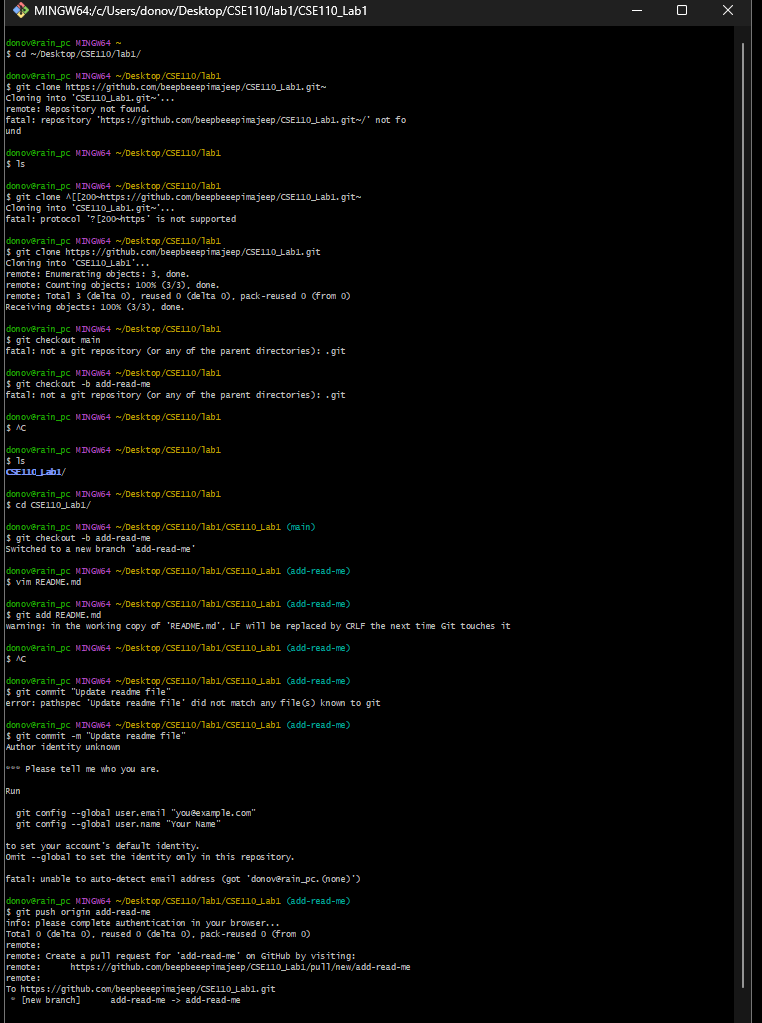 MINGW64:/c/Users/donov/Desktop/CSE110/lab1/CSE110_Lab1
donov@rain_pc MINGW64 ~
$ cd ~/Desktop/CSE110/lab1/
donov@rain_pc MINGW64 ~/Desktop/CSE110/lab1
$ git clone https://github.com/beepbeeepimajeep/CSE110_Lab1.git~
Cloning into 'CSE110_Lab1.git~'...
remote: Repository not found.
fatal: repository 'https://github.com/beepbeeepimajeep/CSE110_Lab1.git~/' not fo
und
donov@rain_pc MINGW64 ~/Desktop/CSE110/lab1
$ ls
donov@rain_pc MINGW64 ~/Desktop/CSE110/lab1
$ git clone ^[[200~https://github.com/beepbeeepimajeep/CSE110_Lab1.git~
Cloning into 'CSE110_Lab1.git~'...
fatal: protocol '?[200~https' is not supported
donov@rain_pc MINGW64 ~/Desktop/CSE110/lab1
$ git clone https://github.com/beepbeeepimajeep/CSE110_Lab1.git
Cloning into 'CSE110_Lab1'...
remote: Enumerating objects: 3, done.
remote: Counting objects: 100% (3/3), done.
remote: Total 3 (delta 0), reused 0 (delta 0), pack-reused 0 (from 0)
Receiving objects: 100% (3/3), done.
donov@rain_pc MINGW64 ~/Desktop/CSE110/lab1
$ git checkout main
fatal: not a git repository (or any of the parent directories): .git
donov@rain_pc MINGW64 ~/Desktop/CSE110/lab1
$ git checkout -b add-read-me
fatal: not a git repository (or any of the parent directories): .git
donov@rain_pc MINGW64 ~/Desktop/CSE110/lab1
$ ^C
donov@rain_pc MINGW64 ~/Desktop/CSE110/lab1
$ ls
CSE110_Lab1/
donov@rain_pc MINGW64 ~/Desktop/CSE110/lab1
$ cd CSE110_Lab1/
donov@rain_pc MINGW64 ~/Desktop/CSE110/lab1/CSE110_Lab1 (main)
$ git checkout -b add-read-me
Switched to a new branch 'add-read-me'
donov@rain_pc MINGW64 ~/Desktop/CSE110/lab1/CSE110_Lab1 (add-read-me)
$ vim README.md
donov@rain_pc MINGW64 ~/Desktop/CSE110/lab1/CSE110_Lab1 (add-read-me)
$ git add README.md
warning: in the working copy of 'README.md', LF will be replaced by CRLF the next time Git touches it
donov@rain_pc MINGW64 ~/Desktop/CSE110/lab1/CSE110_Lab1 (add-read-me)
$ ^C
donov@rain_pc MINGW64 ~/Desktop/CSE110/lab1/CSE110_Lab1 (add-read-me)
$ git commit "Update readme file"
error: pathspec 'Update readme file' did not match any file(s) known to git
donov@rain_pc MINGW64 ~/Desktop/CSE110/lab1/CSE110_Lab1 (add-read-me)
$ git commit -m "Update readme file"
Author identity unknown
*** Please tell me who you are.
Run
git config --global user.email "you@example.com"
git config --global user.name "Your Name"
to set your account's default identity.
Omit --global to set the identity only in this repository.
fatal: unable to auto-detect email address (got 'donov@rain_pc.(none)')
donov@rain_pc MINGW64 ~/Desktop/CSE110/lab1/CSE110_Lab1 (add-read-me)
$ git push origin add-read-me
info: please complete authentication in your browser...
Total 0 (delta 0), reused 0 (delta 0), pack-reused 0 (from 0)
remote:
remote: Create a pull request for 'add-read-me' on GitHub by visiting:
remote: https://github.com/beepbeeepimajeep/CSE110_Lab1/pull/new/add-read-me
remote:
To https://github.com/beepbeeepimajeep/CSE110_Lab1.git
* [new branch] add-read-me -> add-read-me